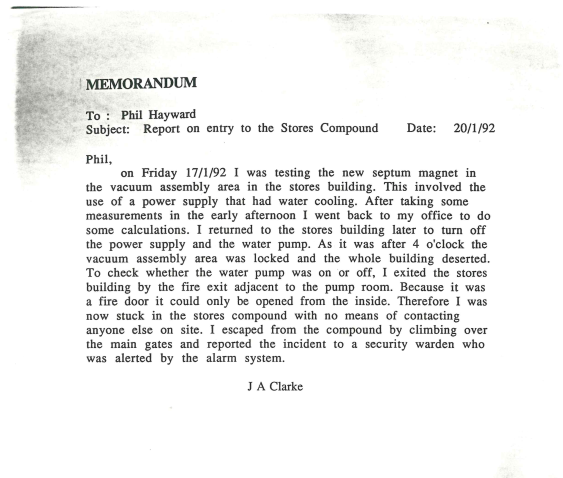 MEMORANDUM
To : Phil Hayward
Subject: Report on entry to the Stores Compound Date: 20/1/92
Phil,
on Friday 17/1/92 I was testing the new septum magnet in
the vacuum assembly area in the stores building. This involved the
use of a power supply that had water cooling. After taking some
measurements in the early afternoon I went back to my office to do
some calculations. I returned to the stores building later to turn off
the power supply and the water pump. As it was after 4 o'clock the
vacuum assembly area was locked and the whole building deserted.
To check whether the water pump was on or off, I exited the stores
building by the fire exit adjacent to the pump room. Because it was
a fire door it could only be opened from the inside. Therefore I was
now stuck in the stores compound with no means of contacting
anyone else on site. I escaped from the compound by climbing over
the main gates and reported the incident to a security warden who
was alerted by the alarm system.
J A Clarke